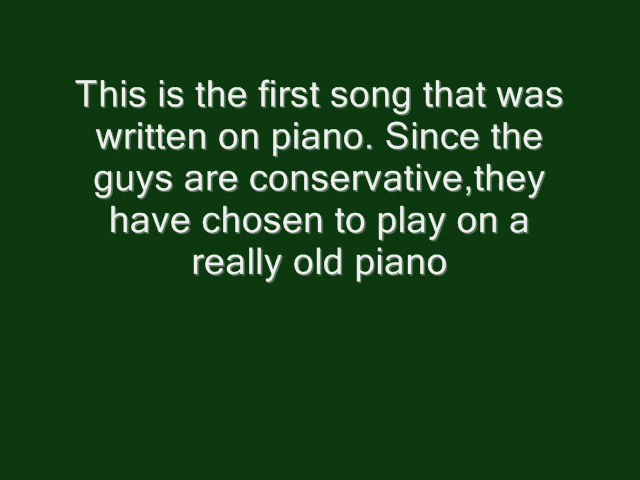 This is the first song that was
written on piano. Since the
guys are conservative,they
have chosen to play on a
really old piano